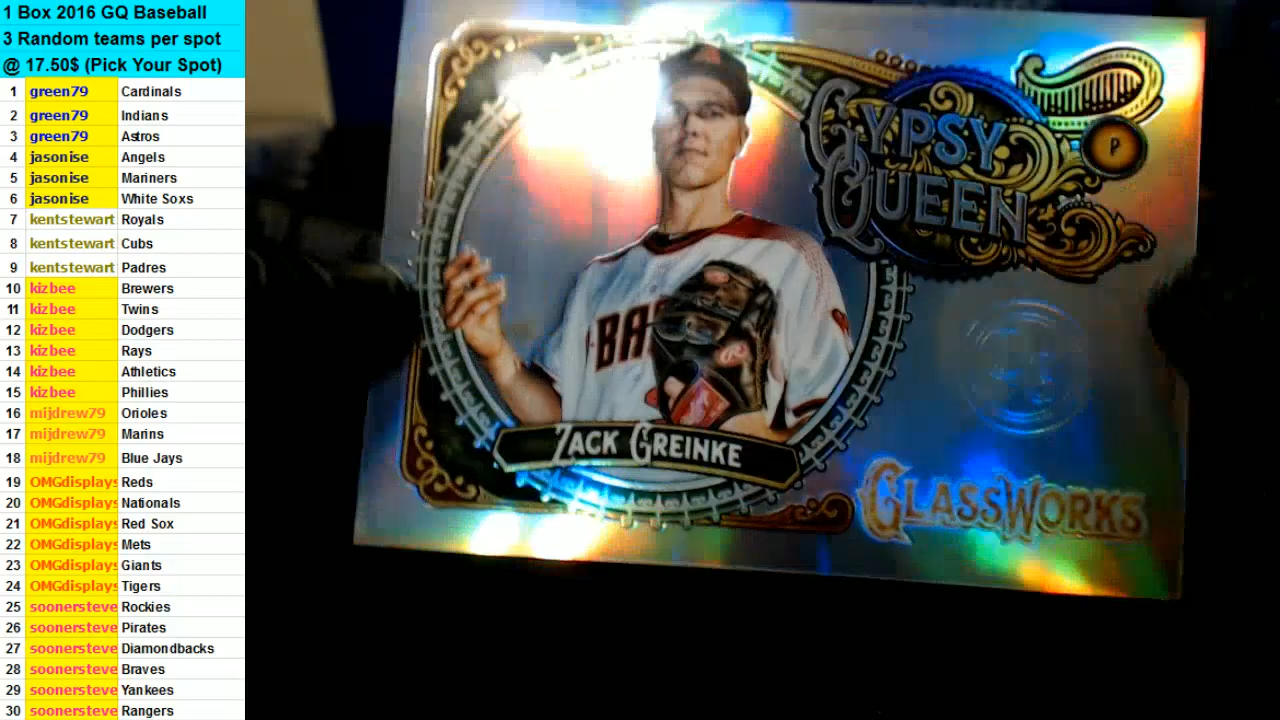 1 Box 2016 GQ Baseball
3 Random teams per spot
@ 17.50$ (Pick Your Spot)
1 green79 Cardinals
2 green79 Indians
3 green79 Astros
4 jasonise Angels
5 jasonise Mariners
6 jasonise White Soxs
7 kentstewart Royals
8 kentstewart Cubs
9 kentstewart Padres
10 kizbee Brewers
11 kizbee Twins
12 kizbee Dodgers
13 kizbee Rays
14 kizbee Athletics
15 kizbee Phillies
16 mijdrew79 Orioles
17 mijdrew79 Marins
18 mijdrew79 Blue Jays
19 OMGdisplays Reds
20 OMGdisplays Nationals
21 OMGdisplays Red Sox
22 OMGdisplays Mets
23 OMGdisplays Giants
24 OMGdisplays Tigers
25 soonersteve Rockies
26 soonersteve Pirates
27 soonersteve Diamondbacks
28 soonersteve Braves
29 soonersteve Yankees
30 soonersteve Rangers
GYPSY
QUEEN
P
BA
ZACK GREINKE
GLASSWORKS